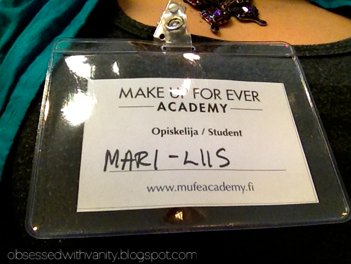 MAKE UP FOR EVER
ACADEMY
Opiskelija / Student
MARI-LIIS
www.mufeacademy.fi
obsessedwithvanity.blogspot.com